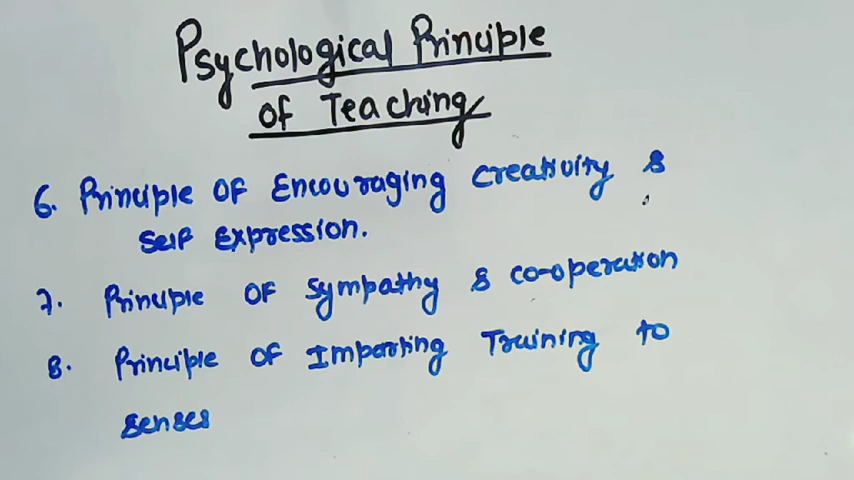 Psychological Principle
of Teaching
6. Principle of Encouraging creativity &
Self Expression.
7. Principle of Sympathy & co-operation
8. Principle of Imparting Training to
senses